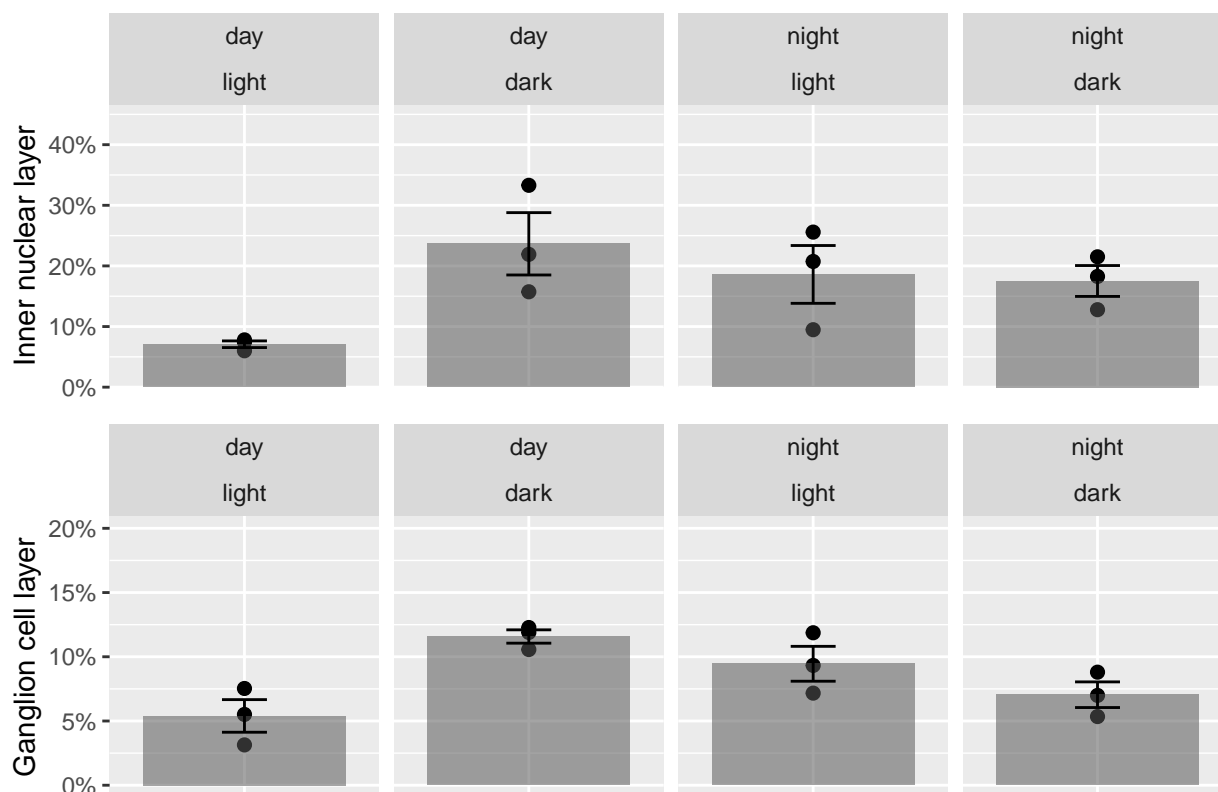 day day night night
light dark light dark
Inner nuclear layer
40%
30%
20%
10%
0%
day day night night
light dark light dark
Ganglion cell layer
20%
15%
10%
5%
0%